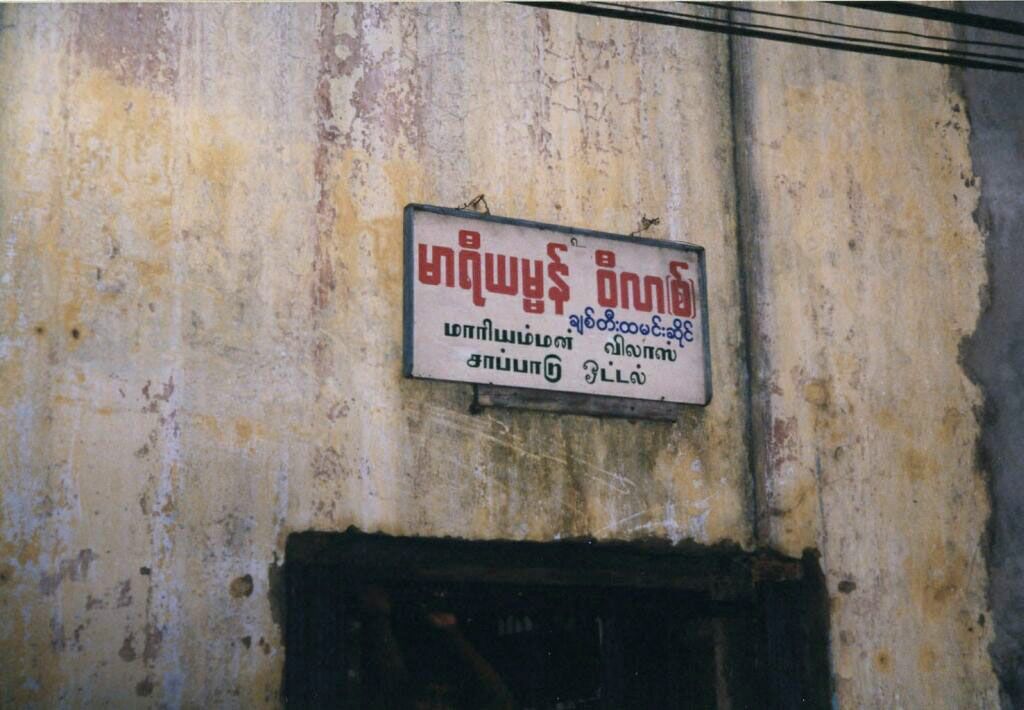 မာရီယမ္မန် ဝီလာ(စ်)
ချစ်တီးထမင်းဆိုင်
மாரியம்மன் விலாஸ்
சாப்பாடு ஓட்டல்